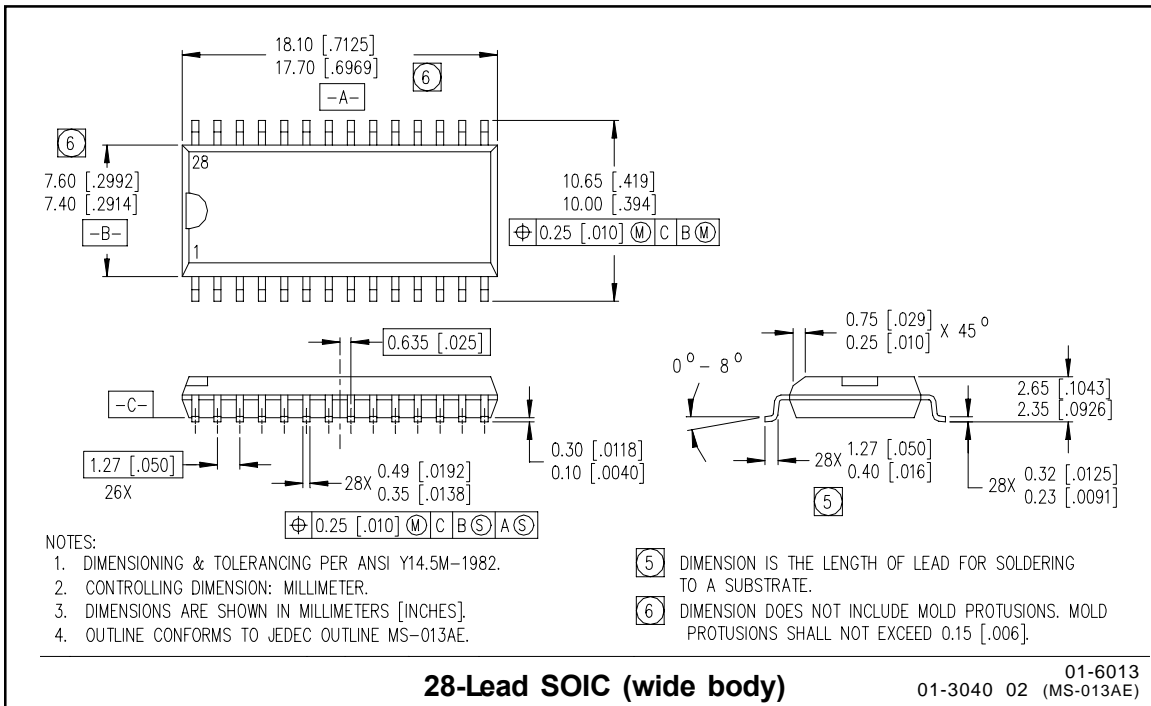 18.10 [.7125]
17.70 [.6969]
6
-A-
6
28
7.60 [.2992]
7.40 [.2914]
-B-
1
10.65 [.419]
10.00 [.394]
⌖ 0.25 [.010] Ⓜ C B Ⓜ
0.635 [.025]
-C-
1.27 [.050]
26X
28X 0.49 [.0192]
0.35 [.0138]
⌖ 0.25 [.010] Ⓜ C B Ⓢ A Ⓢ
0.30 [.0118]
0.10 [.0040]
0.75 [.029]
0.25 [.010] X 45°
0° – 8°
2.65 [.1043]
2.35 [.0926]
28X 1.27 [.050]
0.40 [.016]
5
28X 0.32 [.0125]
0.23 [.0091]
NOTES:
1. DIMENSIONING & TOLERANCING PER ANSI Y14.5M–1982.
2. CONTROLLING DIMENSION: MILLIMETER.
3. DIMENSIONS ARE SHOWN IN MILLIMETERS [INCHES].
4. OUTLINE CONFORMS TO JEDEC OUTLINE MS–013AE.
5 DIMENSION IS THE LENGTH OF LEAD FOR SOLDERING
TO A SUBSTRATE.
6 DIMENSION DOES NOT INCLUDE MOLD PROTUSIONS. MOLD
PROTUSIONS SHALL NOT EXCEED 0.15 [.006].
28-Lead SOIC (wide body)
01-6013
01-3040 02 (MS-013AE)